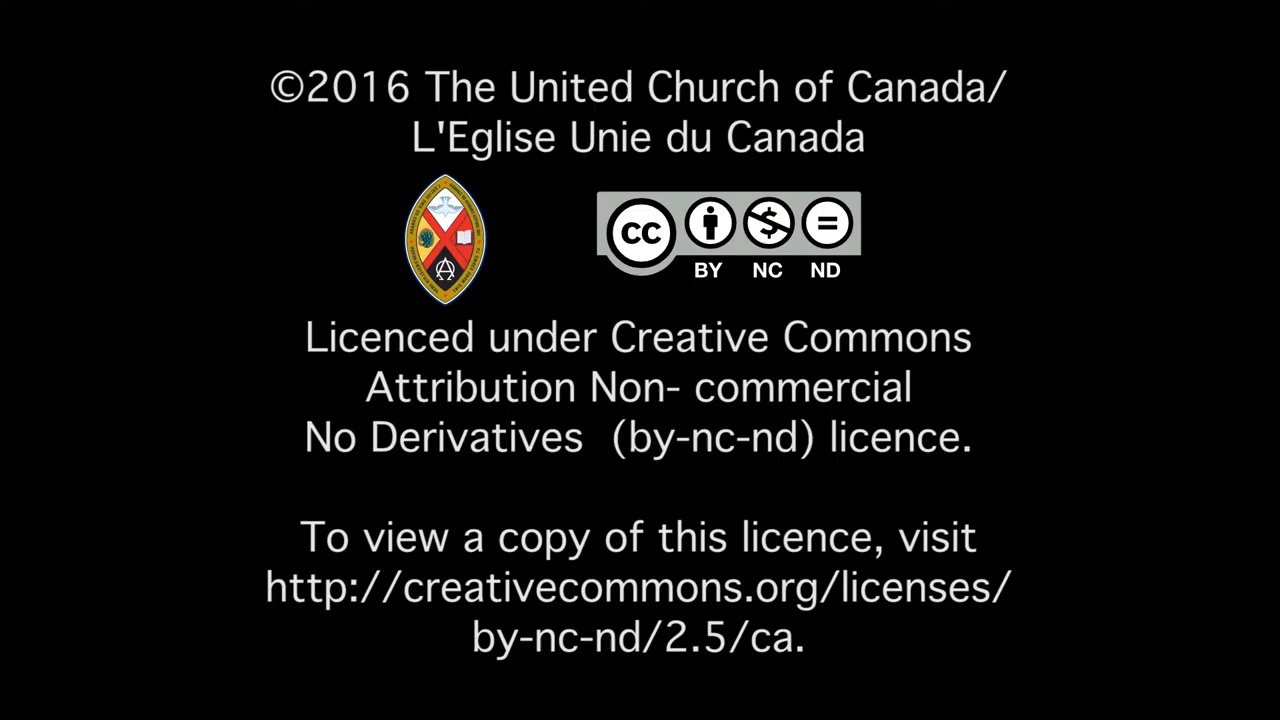 ©2016 The United Church of Canada/
L'Eglise Unie du Canada
CC
BY NC ND
Licenced under Creative Commons
Attribution Non- commercial
No Derivatives (by-nc-nd) licence.
To view a copy of this licence, visit
http://creativecommons.org/licenses/
by-nc-nd/2.5/ca.